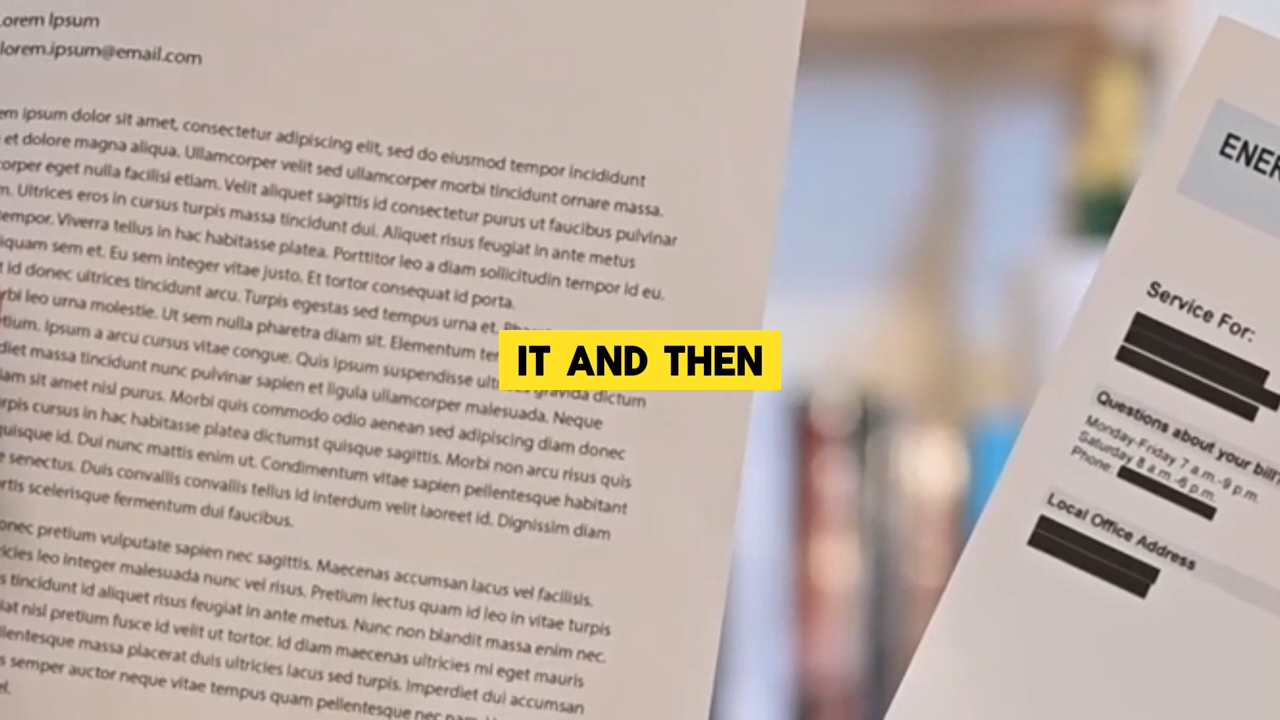 orem Ipsum
lorem.ipsum@email.com
em ipsum dolor sit amet, consectetur adipiscing elit, sed do eiusmod tempor incididunt
et dolore magna aliqua. Ullamcorper velit sed ullamcorper morbi tincidunt ornare massa.
corper eget nulla facilisi etiam. Velit aliquet sagittis id consectetur purus ut faucibus pulvinar
m. Ultrices eros in cursus turpis massa tincidunt dui. Aliquet risus feugiat in ante metus
tempor. Viverra tellus in hac habitasse platea. Porttitor leo a diam sollicitudin tempor id eu.
iquam sem et. Eu sem integer vitae justo. Et tortor consequat id porta.
t id donec ultrices tincidunt arcu. Turpis egestas sed tempus urna et.
rbi leo urna molestie. Ut sem nulla pharetra diam sit. Elementum
tium. Ipsum a arcu cursus vitae congue. Quis ipsum suspendisse gravida dictum
diet massa tincidunt nunc pulvinar sapien et ligula ullamcorper malesuada. Neque
iam sit amet nisl purus. Morbi quis commodo odio aenean sed adipiscing diam donec
rpis cursus in hac habitasse platea dictumst quisque sagittis. Morbi non arcu risus quis
quisque id. Dui nunc mattis enim ut. Condimentum vitae sapien pellentesque habitant
e senectus. Duis convallis convallis tellus id interdum velit laoreet id. Dignissim diam
rtis scelerisque fermentum dui faucibus.
onec pretium vulputate sapien nec sagittis. Maecenas accumsan lacus vel facilisis.
ricies leo integer malesuada nunc vel risus. Pretium lectus quam id leo in vitae turpis
s tincidunt id aliquet risus feugiat in ante metus. Nunc non blandit massa enim nec.
iat nisl pretium fusce id velit ut tortor. Id diam maecenas ultricies mi eget mauris
llentesque massa placerat duis ultricies lacus sed turpis. Imperdiet dui accumsan
s semper auctor neque vitae tempus quam pellentesque nec
el.
IT AND THEN
ENER
Service For:
Questions about your bill?
Monday-Friday 7 a.m.-9 p.m.
Saturday 8 a.m.-6 p.m.
Phone:
Local Office Address